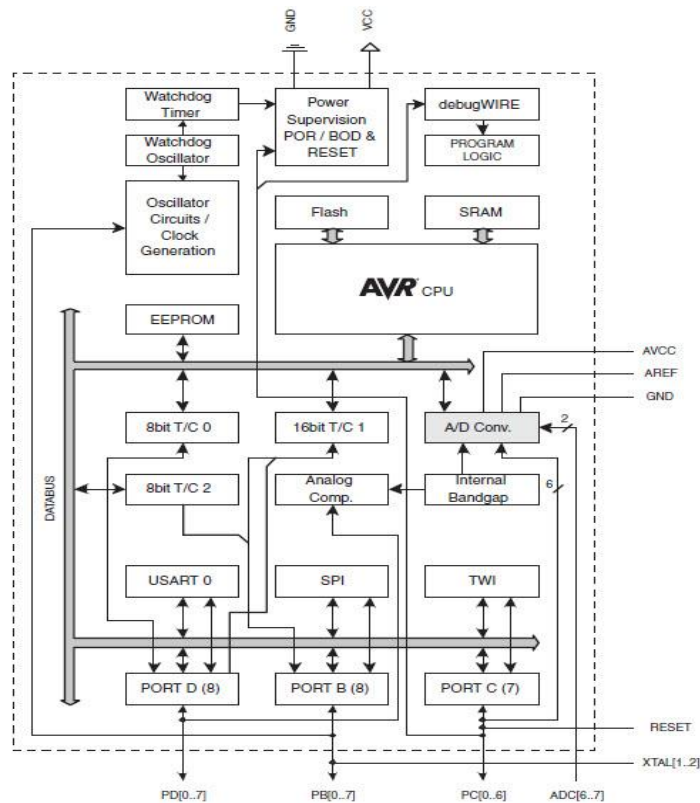 GND
VCC
Watchdog
Timer
Power
Supervision
POR / BOD &
RESET
debugWIRE
Watchdog
Oscillator
PROGRAM
LOGIC
Oscillator
Circuits /
Clock
Generation
Flash
SRAM
AVR CPU
EEPROM
AVCC
AREF
GND
8bit T/C 0
16bit T/C 1
A/D Conv.
2
8bit T/C 2
Analog
Comp.
Internal
Bandgap
6
DATABUS
USART 0
SPI
TWI
PORT D (8)
PORT B (8)
PORT C (7)
RESET
XTAL[1..2]
PD[0..7]
PB[0..7]
PC[0..6]
ADC[6..7]